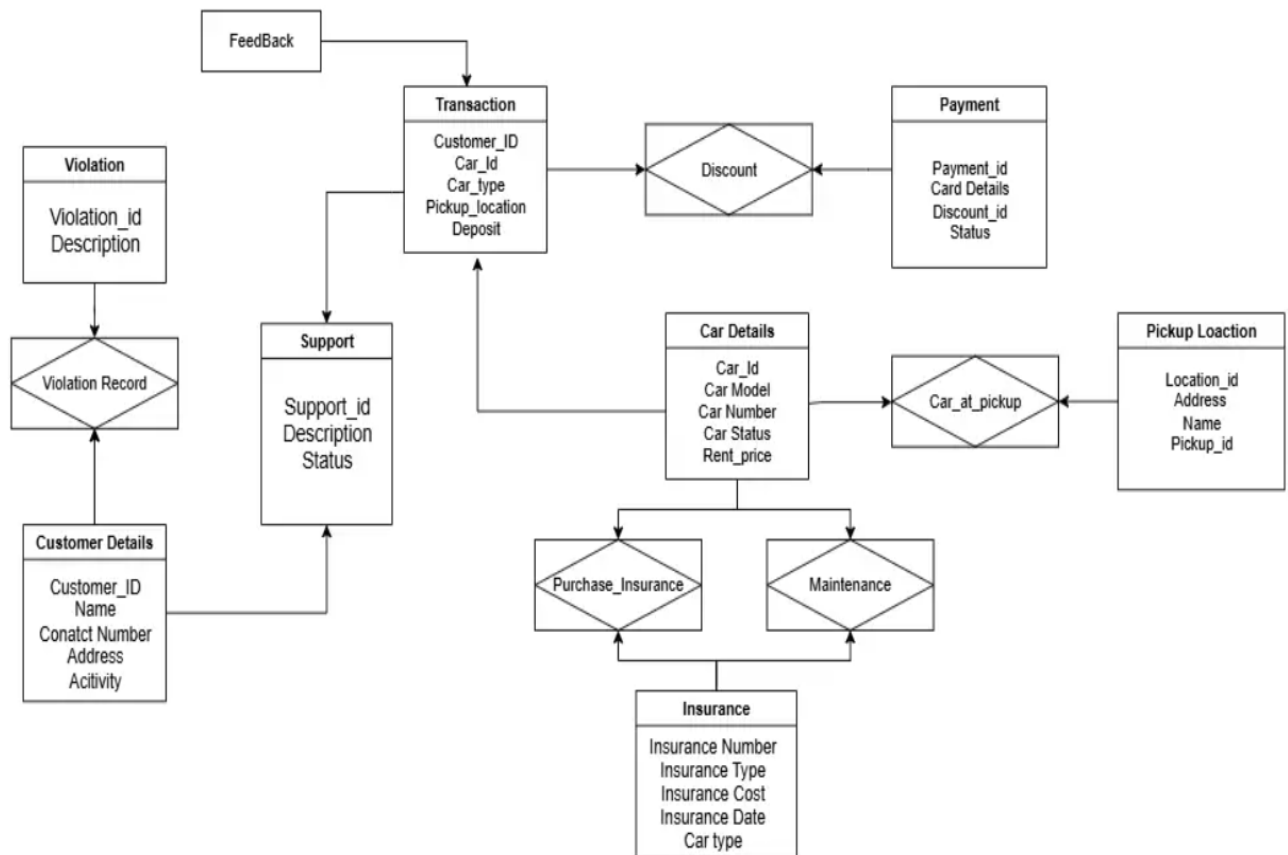 FeedBack
Transaction
Customer_ID
Car_Id
Car_type
Pickup_location
Deposit
Discount
Payment
Payment_id
Card Details
Discount_id
Status
Violation
Violation_id
Description
Violation Record
Support
Support_id
Description
Status
Car Details
Car_Id
Car Model
Car Number
Car Status
Rent_price
Car_at_pickup
Pickup Loaction
Location_id
Address
Name
Pickup_id
Customer Details
Customer_ID
Name
Conatct Number
Address
Acitivity
Purchase_Insurance
Maintenance
Insurance
Insurance Number
Insurance Type
Insurance Cost
Insurance Date
Car type